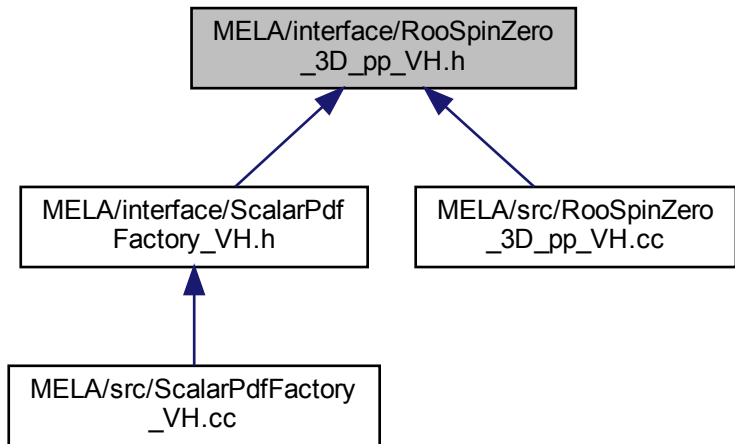 MELA/interface/RooSpinZero
_3D_pp_VH.h
MELA/interface/ScalarPdf
Factory_VH.h
MELA/src/RooSpinZero
_3D_pp_VH.cc
MELA/src/ScalarPdfFactory
_VH.cc